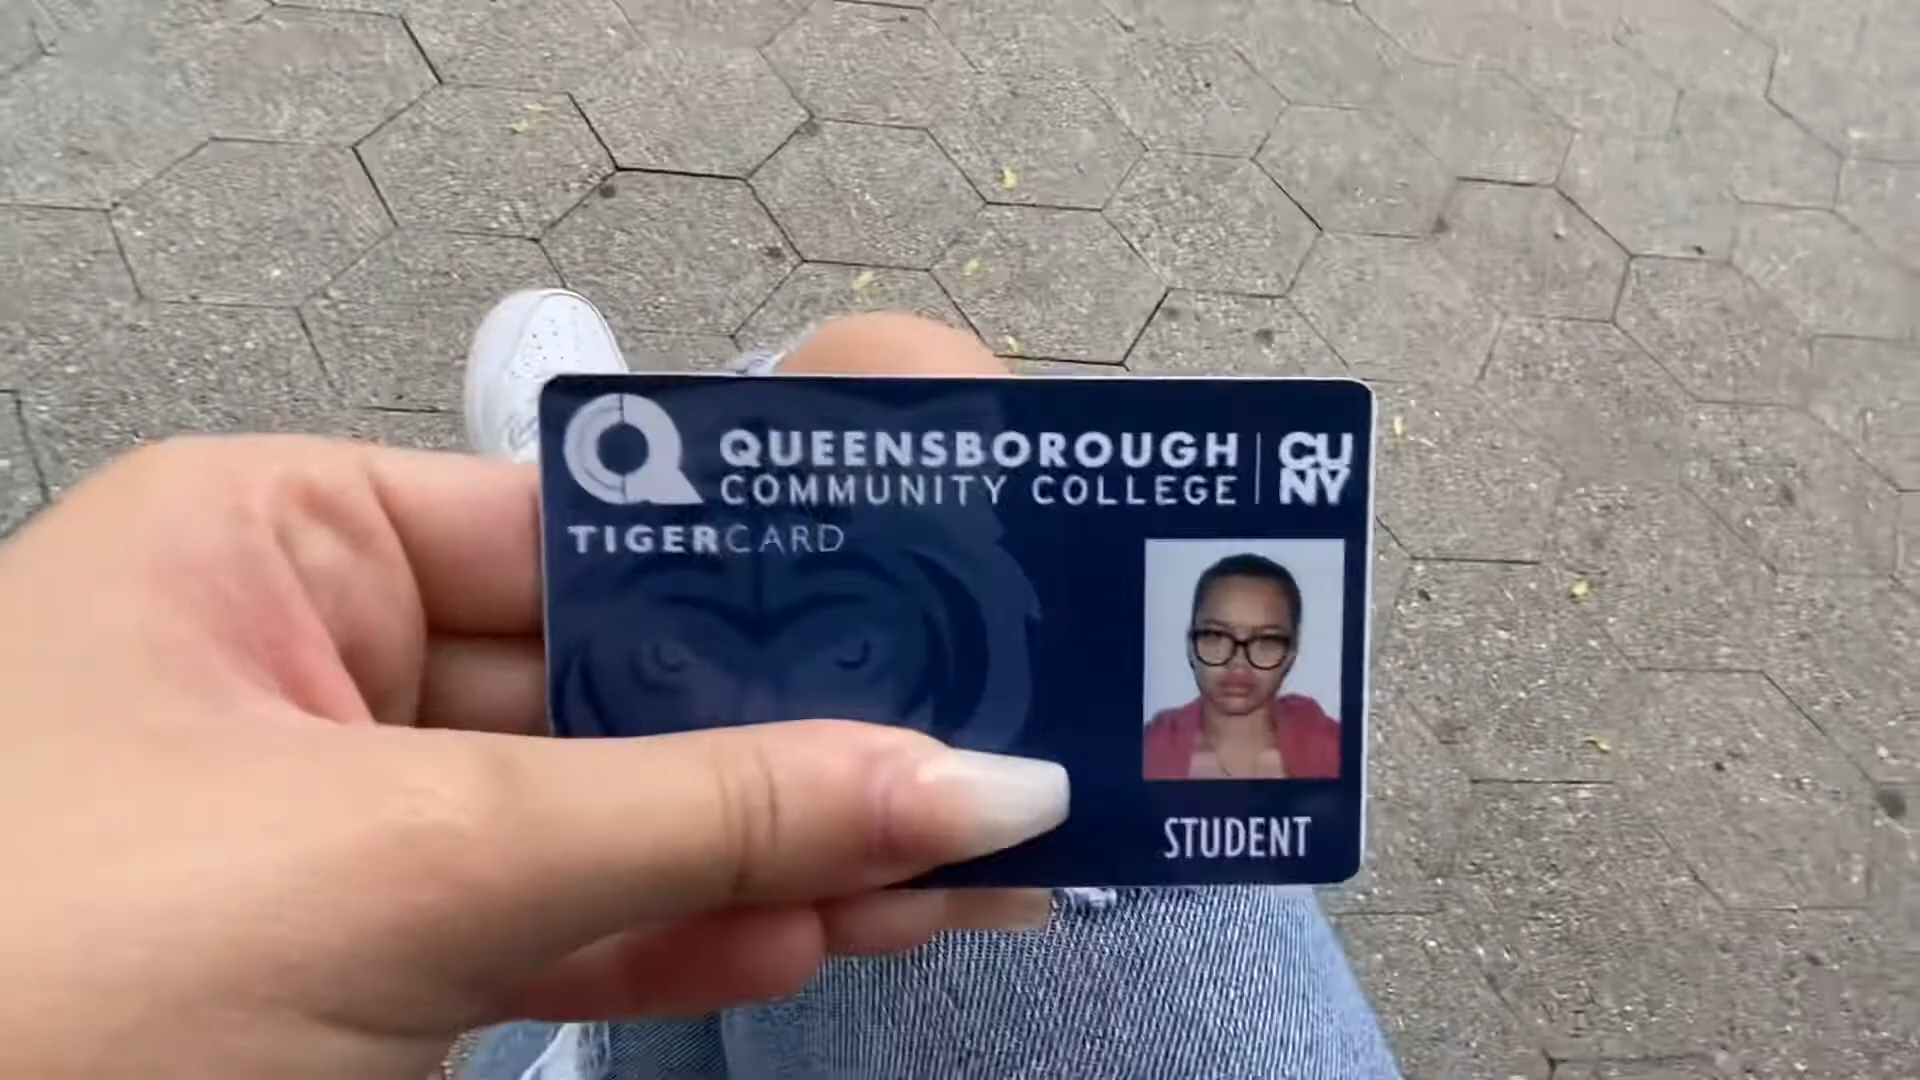 QUEENSBOROUGH
COMMUNITY COLLEGE
CU
NY
TIGERCARD
STUDENT